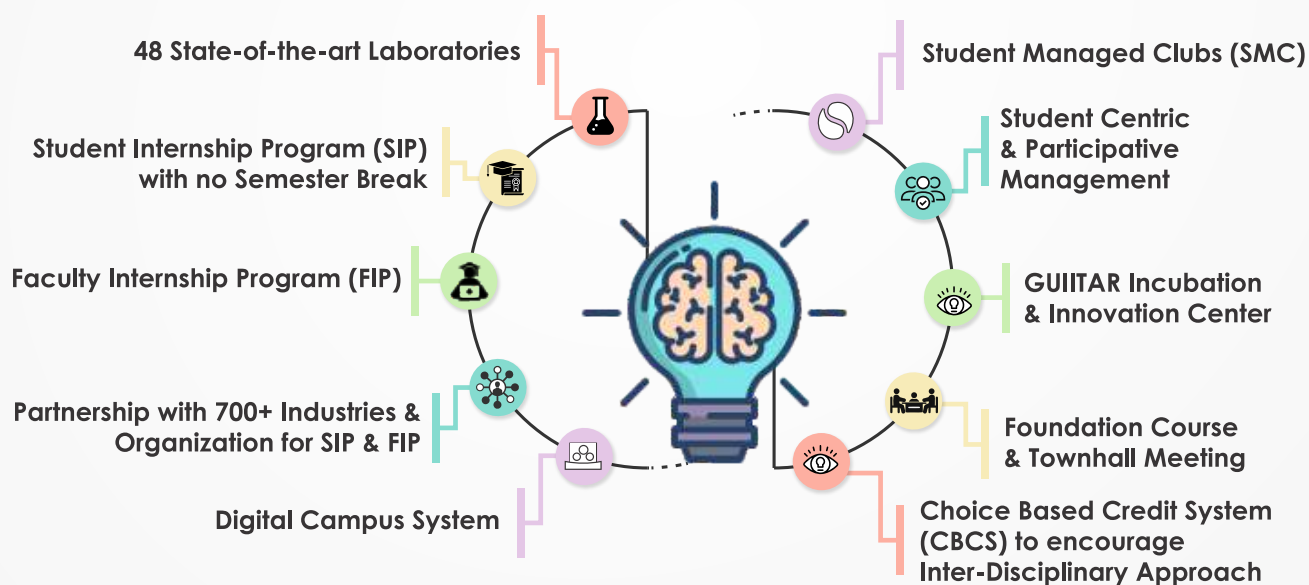 48 State-of-the-art Laboratories
Student Internship Program (SIP)
with no Semester Break
Faculty Internship Program (FIP)
Partnership with 700+ Industries &
Organization for SIP & FIP
Digital Campus System
Student Managed Clubs (SMC)
Student Centric
& Participative
Management
GUIITAR Incubation
& Innovation Center
Foundation Course
& Townhall Meeting
Choice Based Credit System
(CBCS) to encourage
Inter-Disciplinary Approach